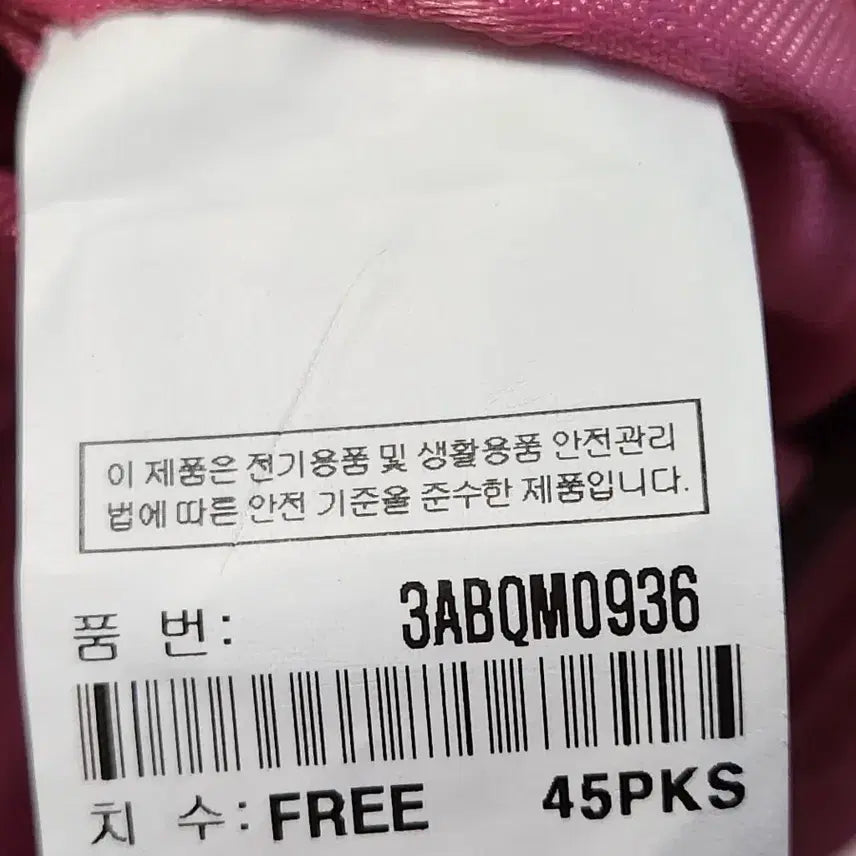 이 제품은 전기용품 및 생활용품 안전관리
법에 따른 안전 기준을 준수한 제품입니다.
품 번: 3ABQM0936
치 수: FREE 45PKS